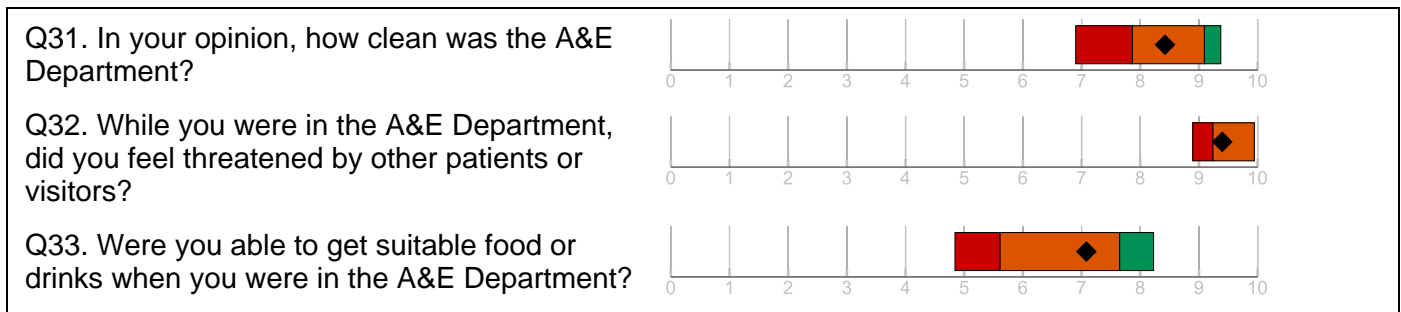 Q31. In your opinion, how clean was the A&E
Department?
0 1 2 3 4 5 6 7 8 9 10
Q32. While you were in the A&E Department,
did you feel threatened by other patients or
visitors?
0 1 2 3 4 5 6 7 8 9 10
Q33. Were you able to get suitable food or
drinks when you were in the A&E Department?
0 1 2 3 4 5 6 7 8 9 10